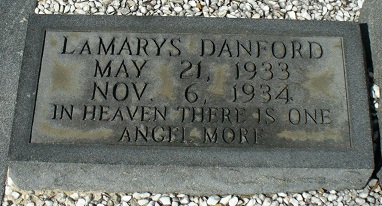 LAMARYS DANFORD
MAY 21, 1933
NOV. 6, 1934
IN HEAVEN THERE IS ONE
ANGEL MORE